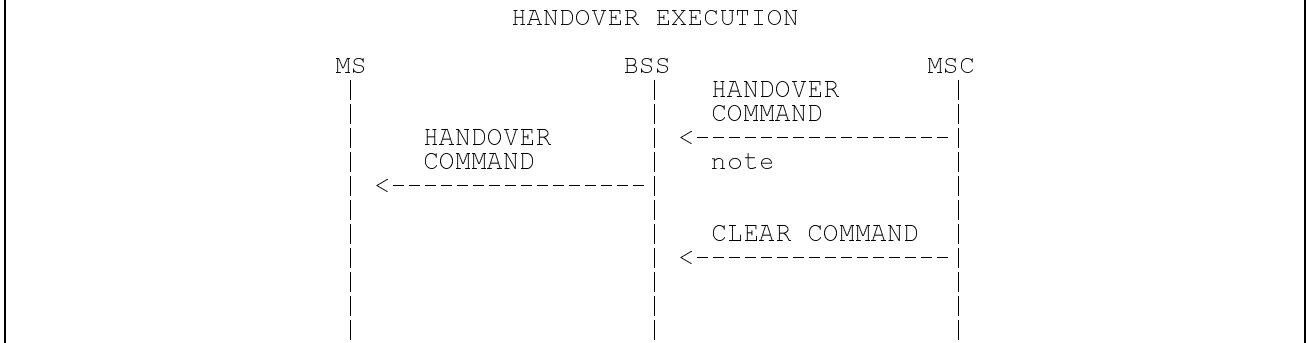 HANDOVER EXECUTION
MS BSS MSC
HANDOVER
COMMAND
HANDOVER
COMMAND note
CLEAR COMMAND